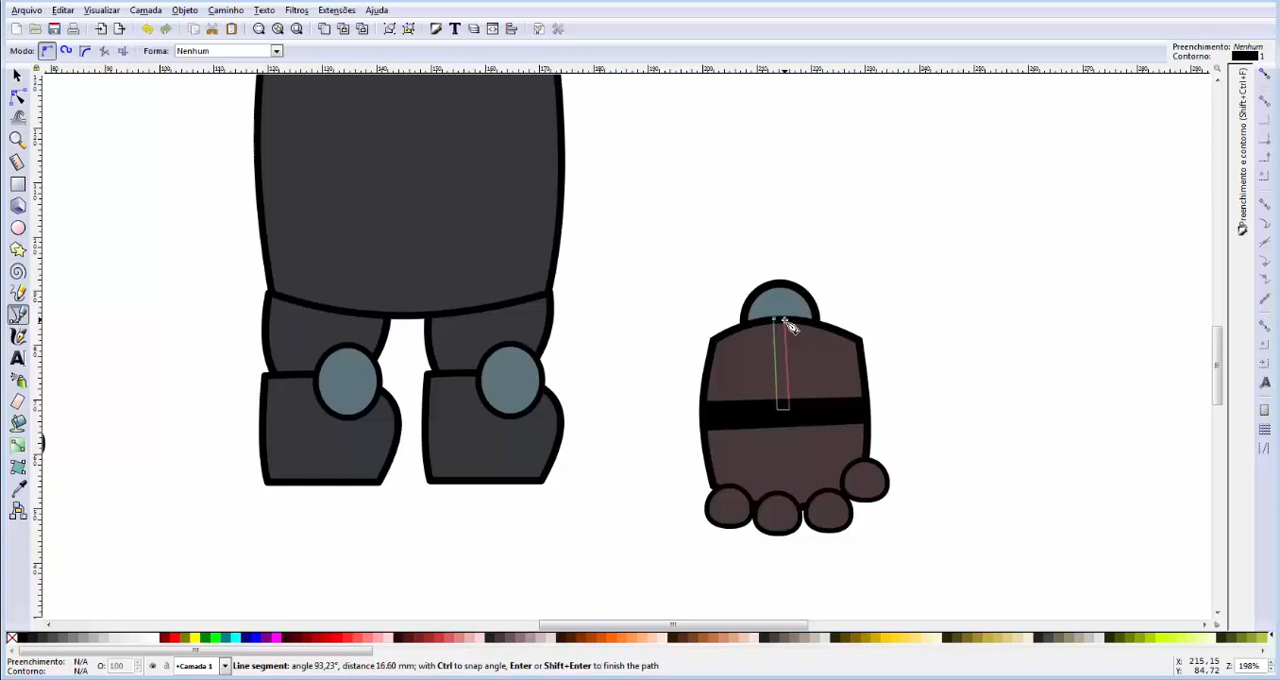 Arquivo Editar Visualizar Camada Objeto Caminho Texto Filtros Extensões Ajuda
Modo: Forma: Nenhum
Preenchimento: Nenhum
Contorno: 1
Preenchimento e contorno (Shift+Ctrl+F)
Preenchimento: N/A
Contorno: N/A
O: 100
•Camada 1
Line segment: angle 93,23°, distance 16.60 mm; with Ctrl to snap angle, Enter or Shift+Enter to finish the path
X: 215,15
Y: 84,72
Z: 198%